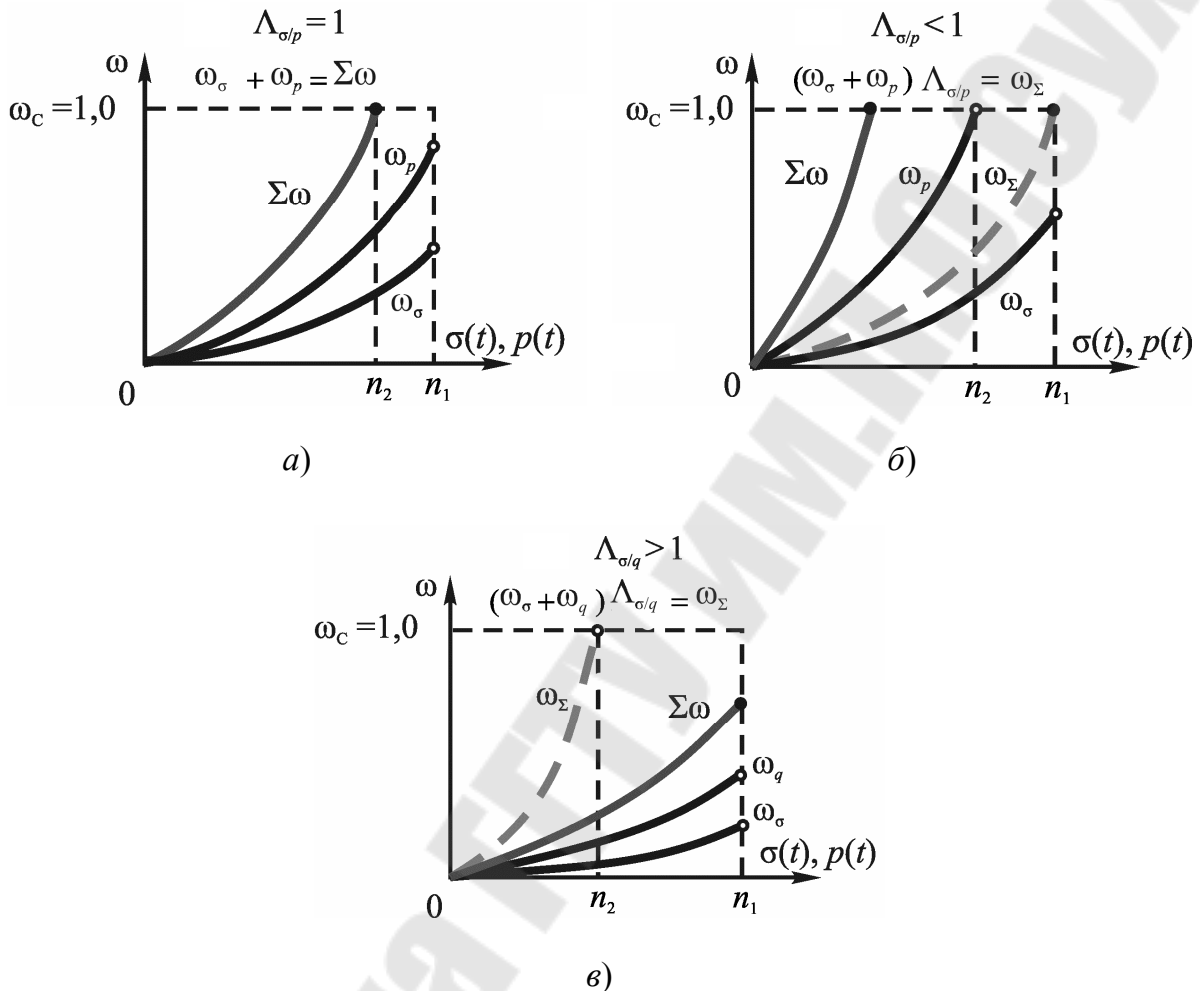 Λσ/p = 1
ω
ωσ + ωp = Σω
ωC = 1,0
ωp
Σω
ωσ
σ(t), p(t)
0
n2
n1
а)
Λσ/p < 1
ω
(ωσ + ωp) Λσ/p = ωΣ
ωC = 1,0
Σω
ωp
ωΣ
ωσ
σ(t), p(t)
0
n2
n1
б)
Λσ/q > 1
ω
(ωσ + ωq) Λσ/q = ωΣ
ωC = 1,0
ωΣ
Σω
ωq
ωσ
σ(t), p(t)
0
n2
n1
в)